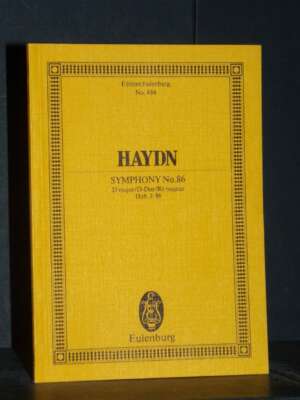 Edition Eulenburg
No. 486
HAYDN
SYMPHONY No. 86
D major/D-Dur/Ré majeur
Hob. I: 86
Eulenburg